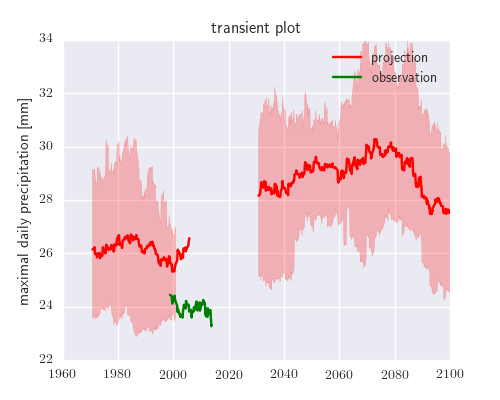 transient plot
maximal daily precipitation [mm]
34
32
30
28
26
24
22
1960 1980 2000 2020 2040 2060 2080 2100
projection
observation